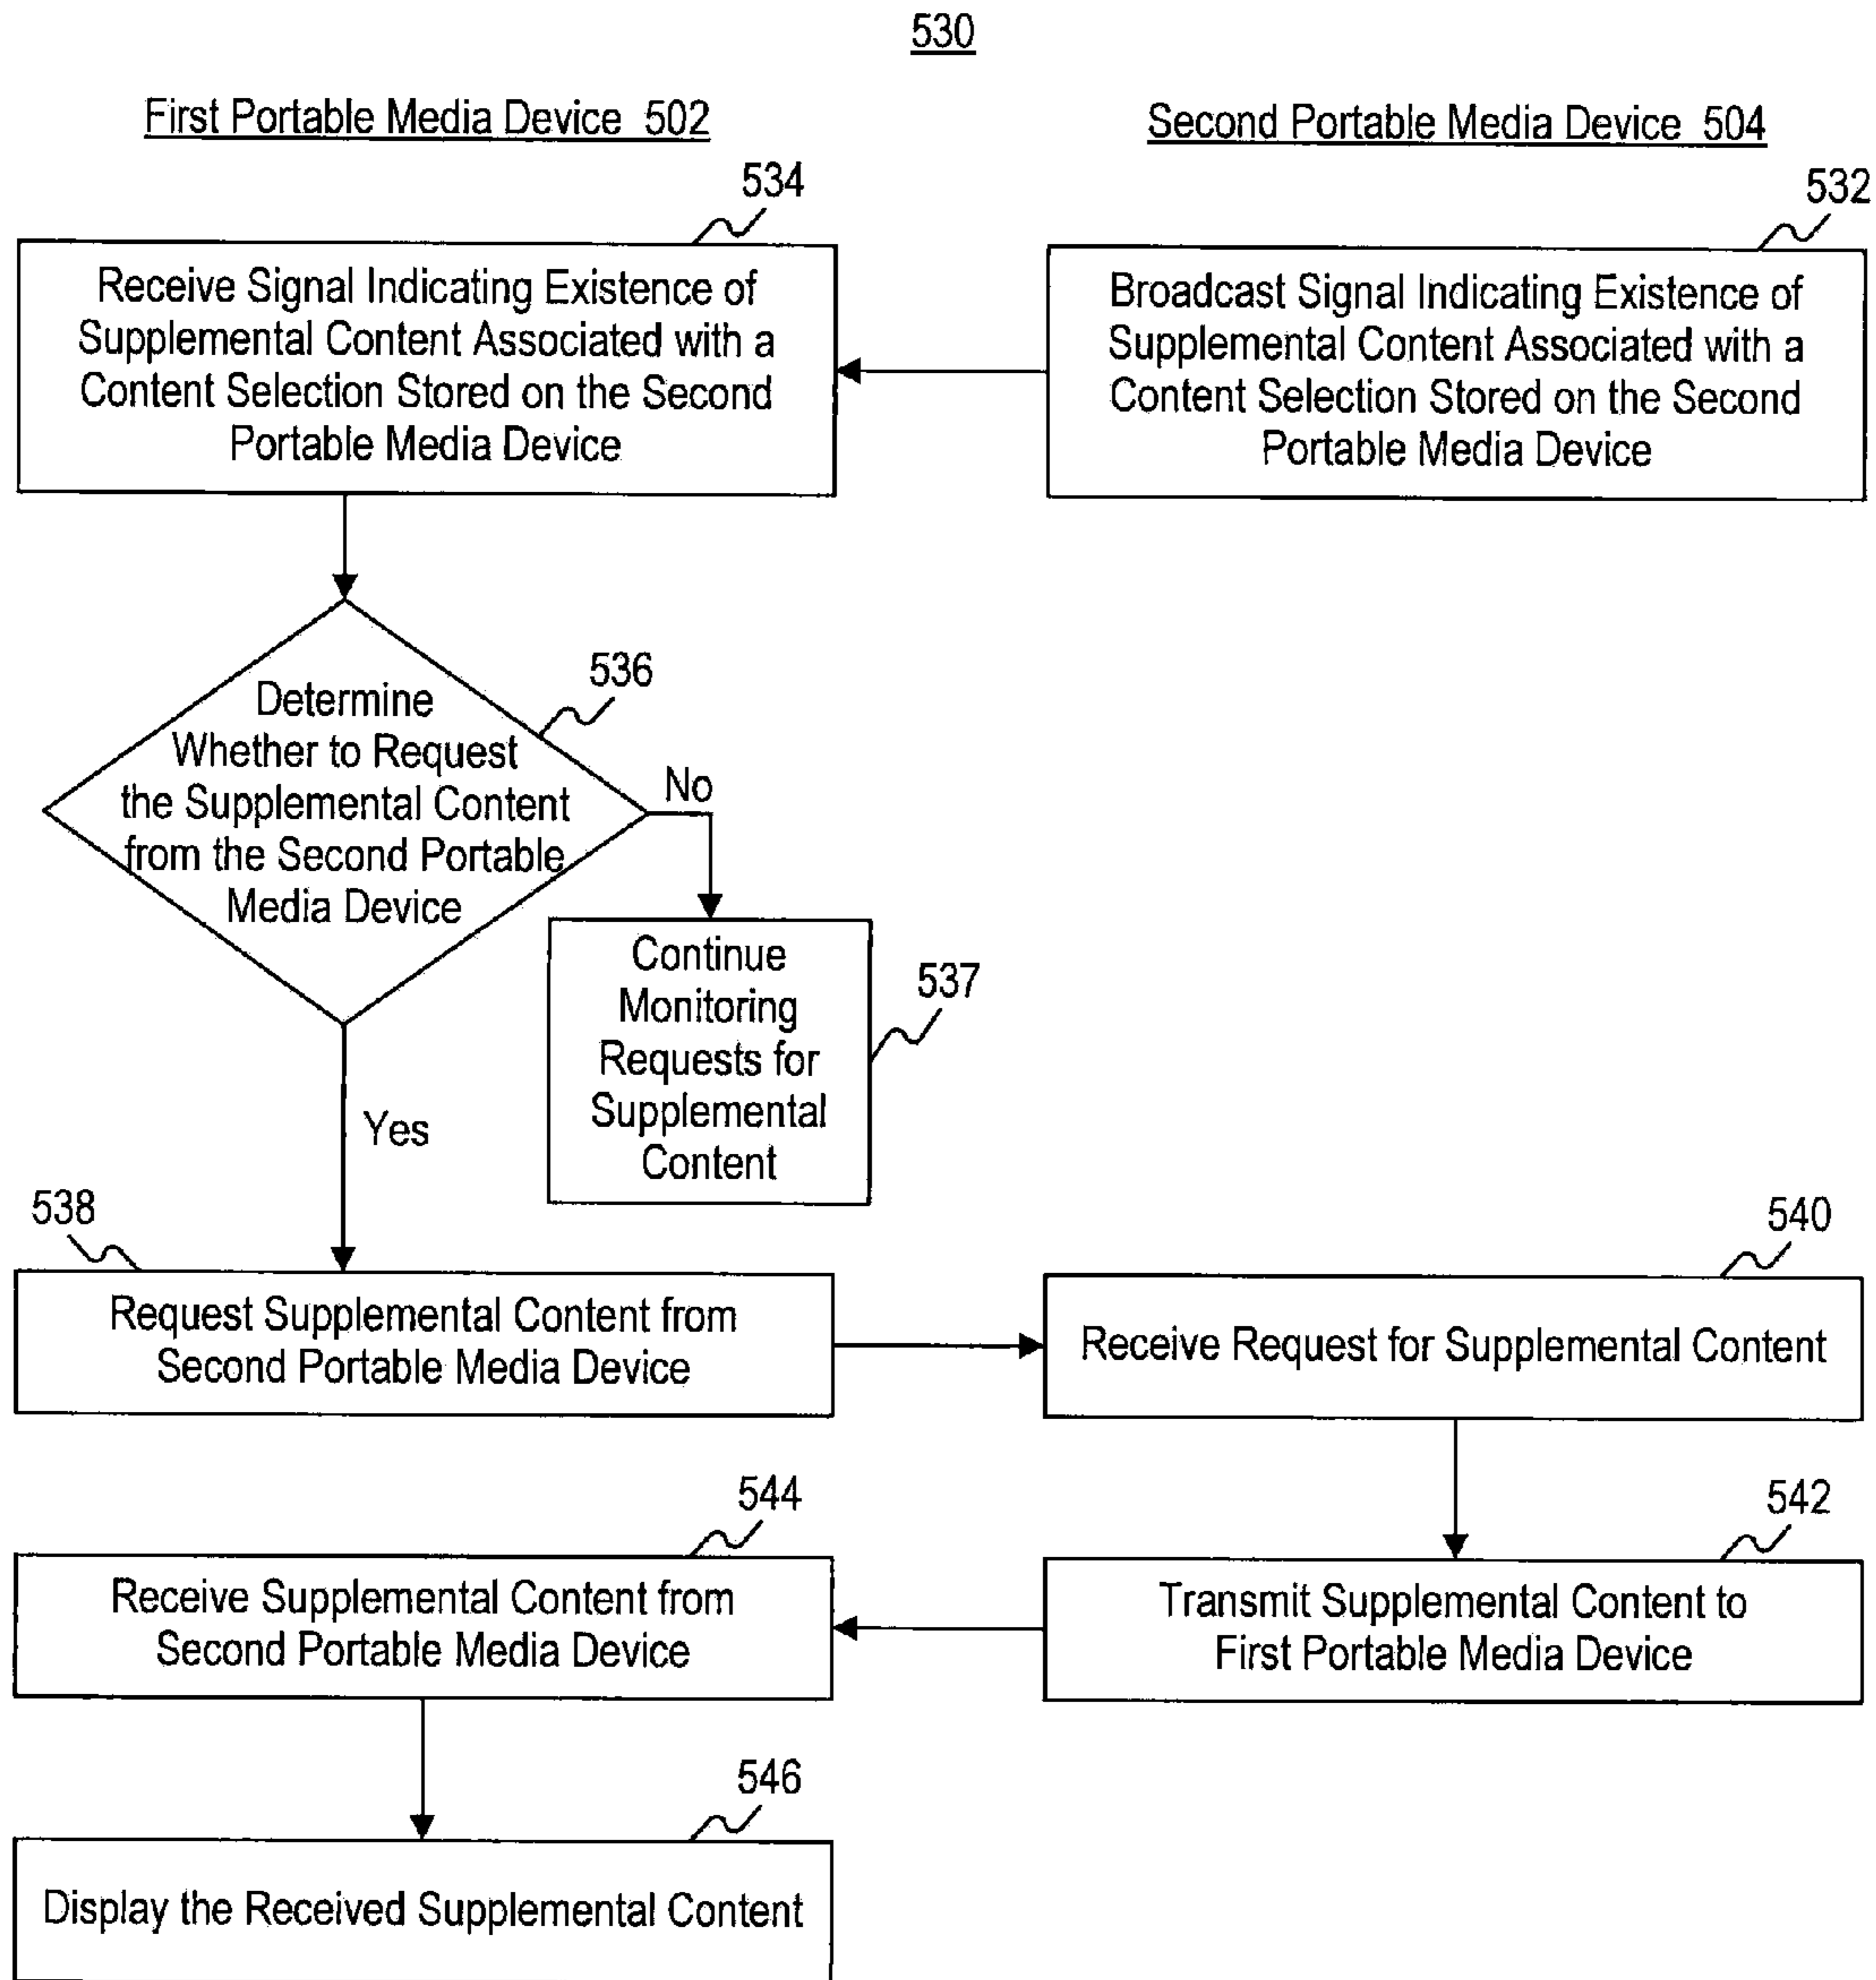 530
First Portable Media Device 502
Second Portable Media Device 504
534
532
Receive Signal Indicating Existence of
Supplemental Content Associated with a
Content Selection Stored on the Second
Portable Media Device
Broadcast Signal Indicating Existence of
Supplemental Content Associated with a
Content Selection Stored on the Second
Portable Media Device
536
Determine
Whether to Request
the Supplemental Content
from the Second Portable
Media Device
No
Continue
Monitoring
Requests for
Supplemental
Content
537
Yes
538
540
Request Supplemental Content from
Second Portable Media Device
Receive Request for Supplemental Content
544
542
Receive Supplemental Content from
Second Portable Media Device
Transmit Supplemental Content to
First Portable Media Device
546
Display the Received Supplemental Content